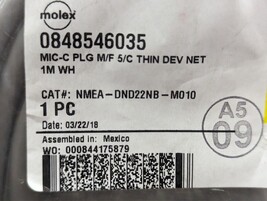 molex
0848546035
MIC-C PLG M/F 5/C THIN DEV NET
1M WH
CAT#: NMEA-DND22NB-M010
1 PC
Date: 03/22/18
Assembled in: Mexico
WO: 000844175879
A5
09